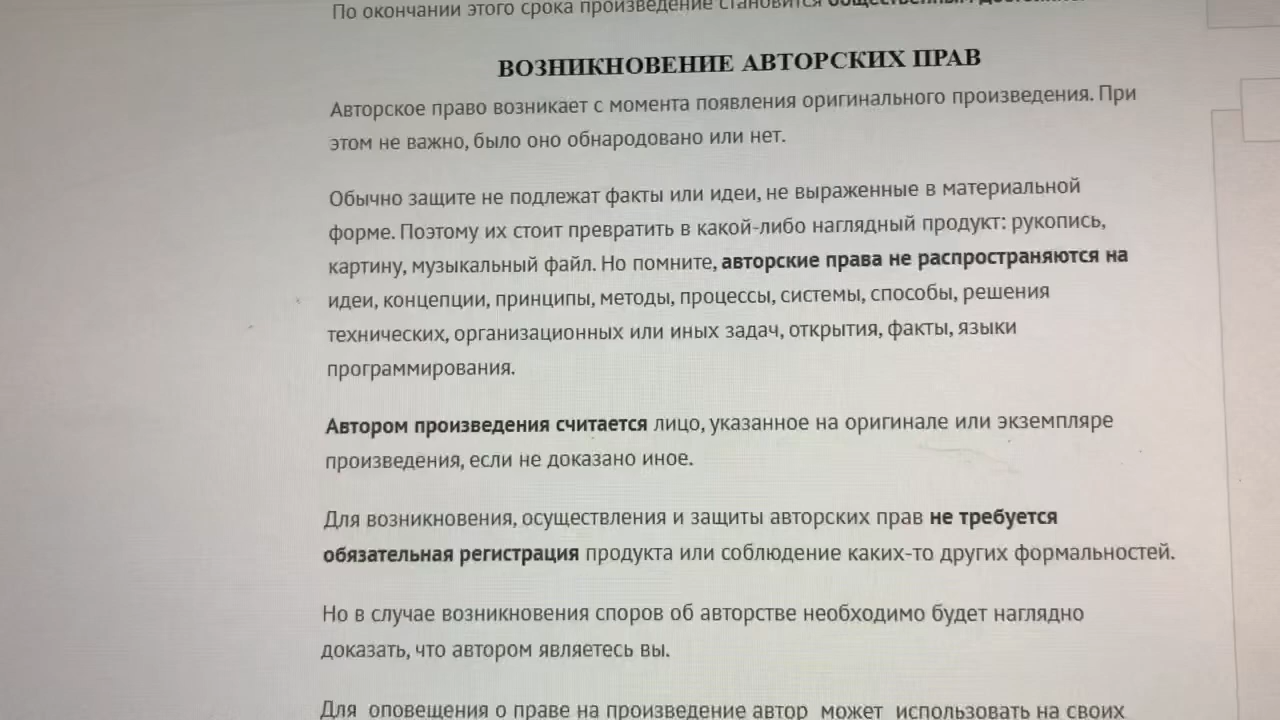 По окончании этого срока произведение становится общественным
ВОЗНИКНОВЕНИЕ АВТОРСКИХ ПРАВ
Авторское право возникает с момента появления оригинального произведения. При
этом не важно, было оно обнародовано или нет.
Обычно защите не подлежат факты или идеи, не выраженные в материальной
форме. Поэтому их стоит превратить в какой-либо наглядный продукт: рукопись,
картину, музыкальный файл. Но помните, авторские права не распространяются на
идеи, концепции, принципы, методы, процессы, системы, способы, решения
технических, организационных или иных задач, открытия, факты, языки
программирования.
Автором произведения считается лицо, указанное на оригинале или экземпляре
произведения, если не доказано иное.
Для возникновения, осуществления и защиты авторских прав не требуется
обязательная регистрация продукта или соблюдение каких-то других формальностей.
Но в случае возникновения споров об авторстве необходимо будет наглядно
доказать, что автором являетесь вы.
Для оповещения о праве на произведение автор может использовать на своих